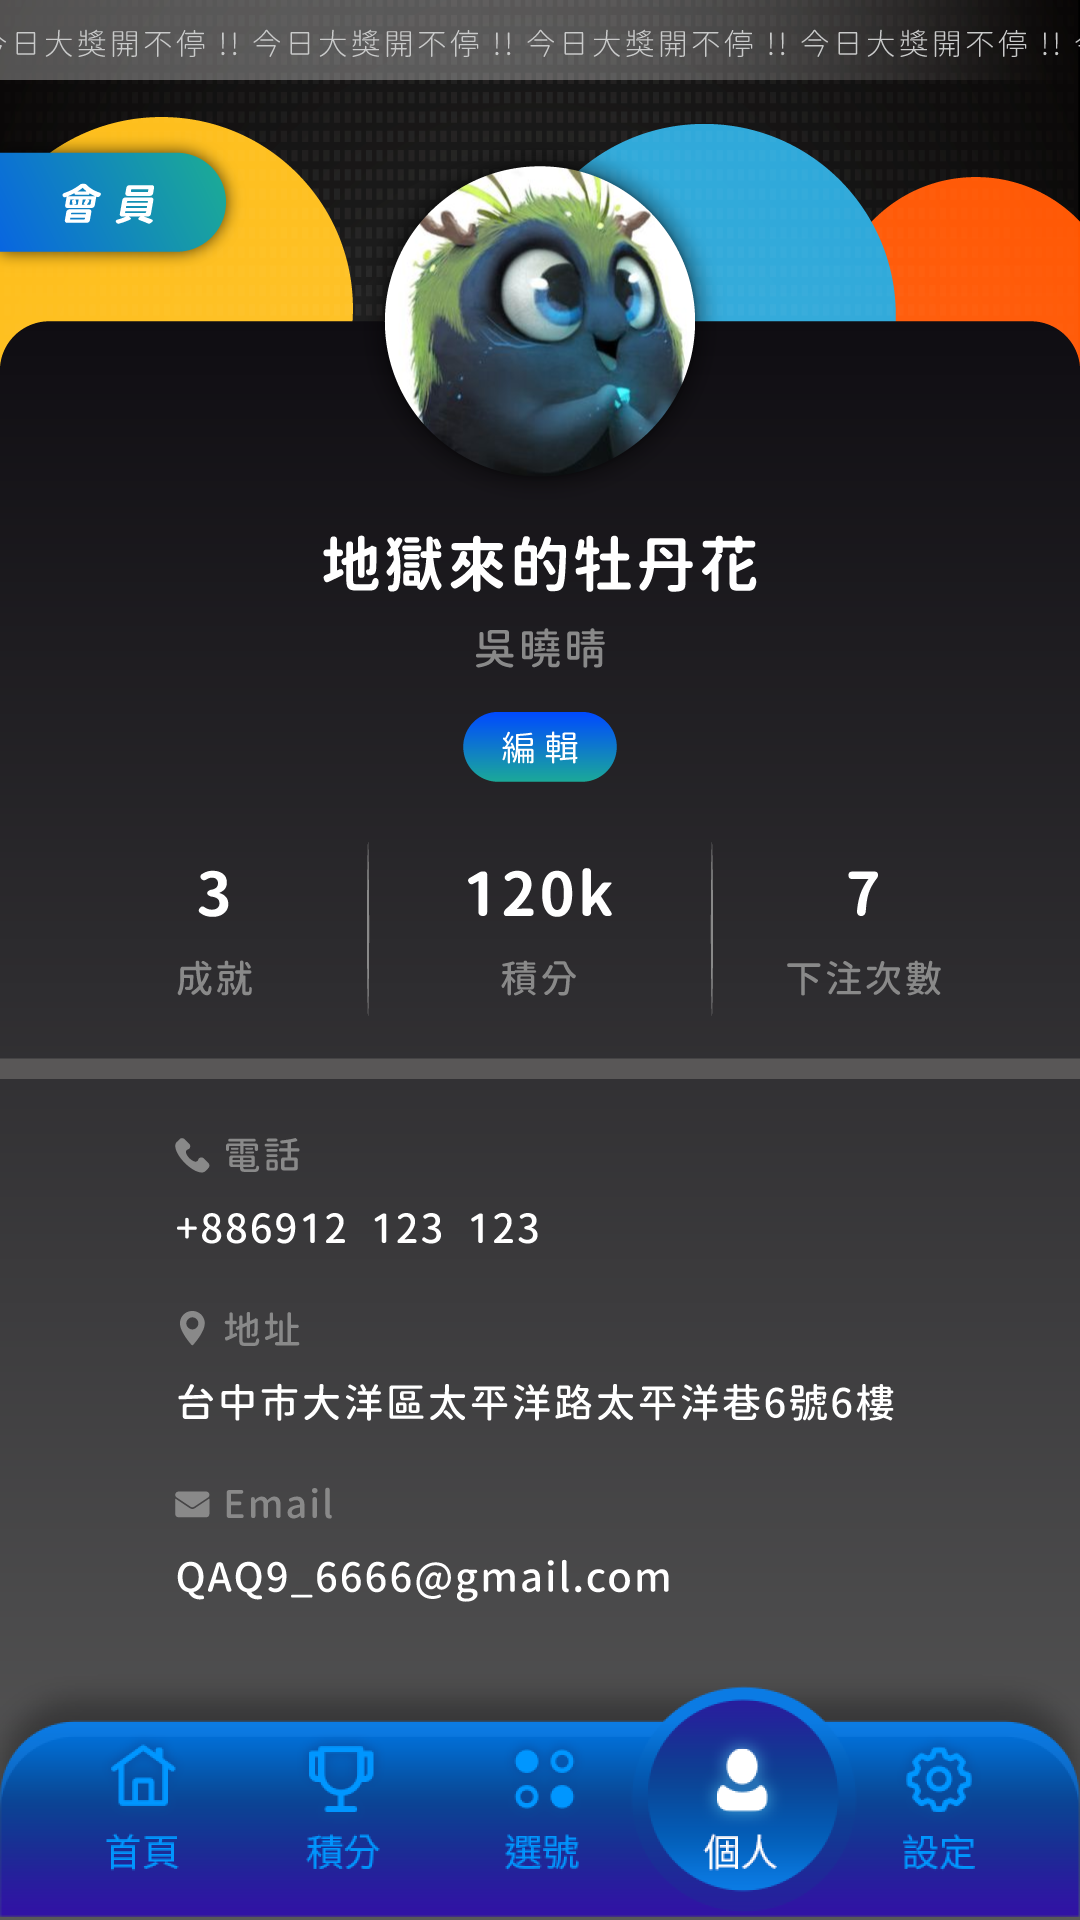 今日大獎開不停 !! 今日大獎開不停 !! 今日大獎開不停 !! 今日大獎開不停 !!
會員
地獄來的牡丹花
吳曉晴
編輯
3 120k 7
成就 積分 下注次數
電話
+886912 123 123
地址
台中市大洋區太平洋路太平洋巷6號6樓
Email
QAQ9_6666@gmail.com
首頁 積分 選號 個人 設定